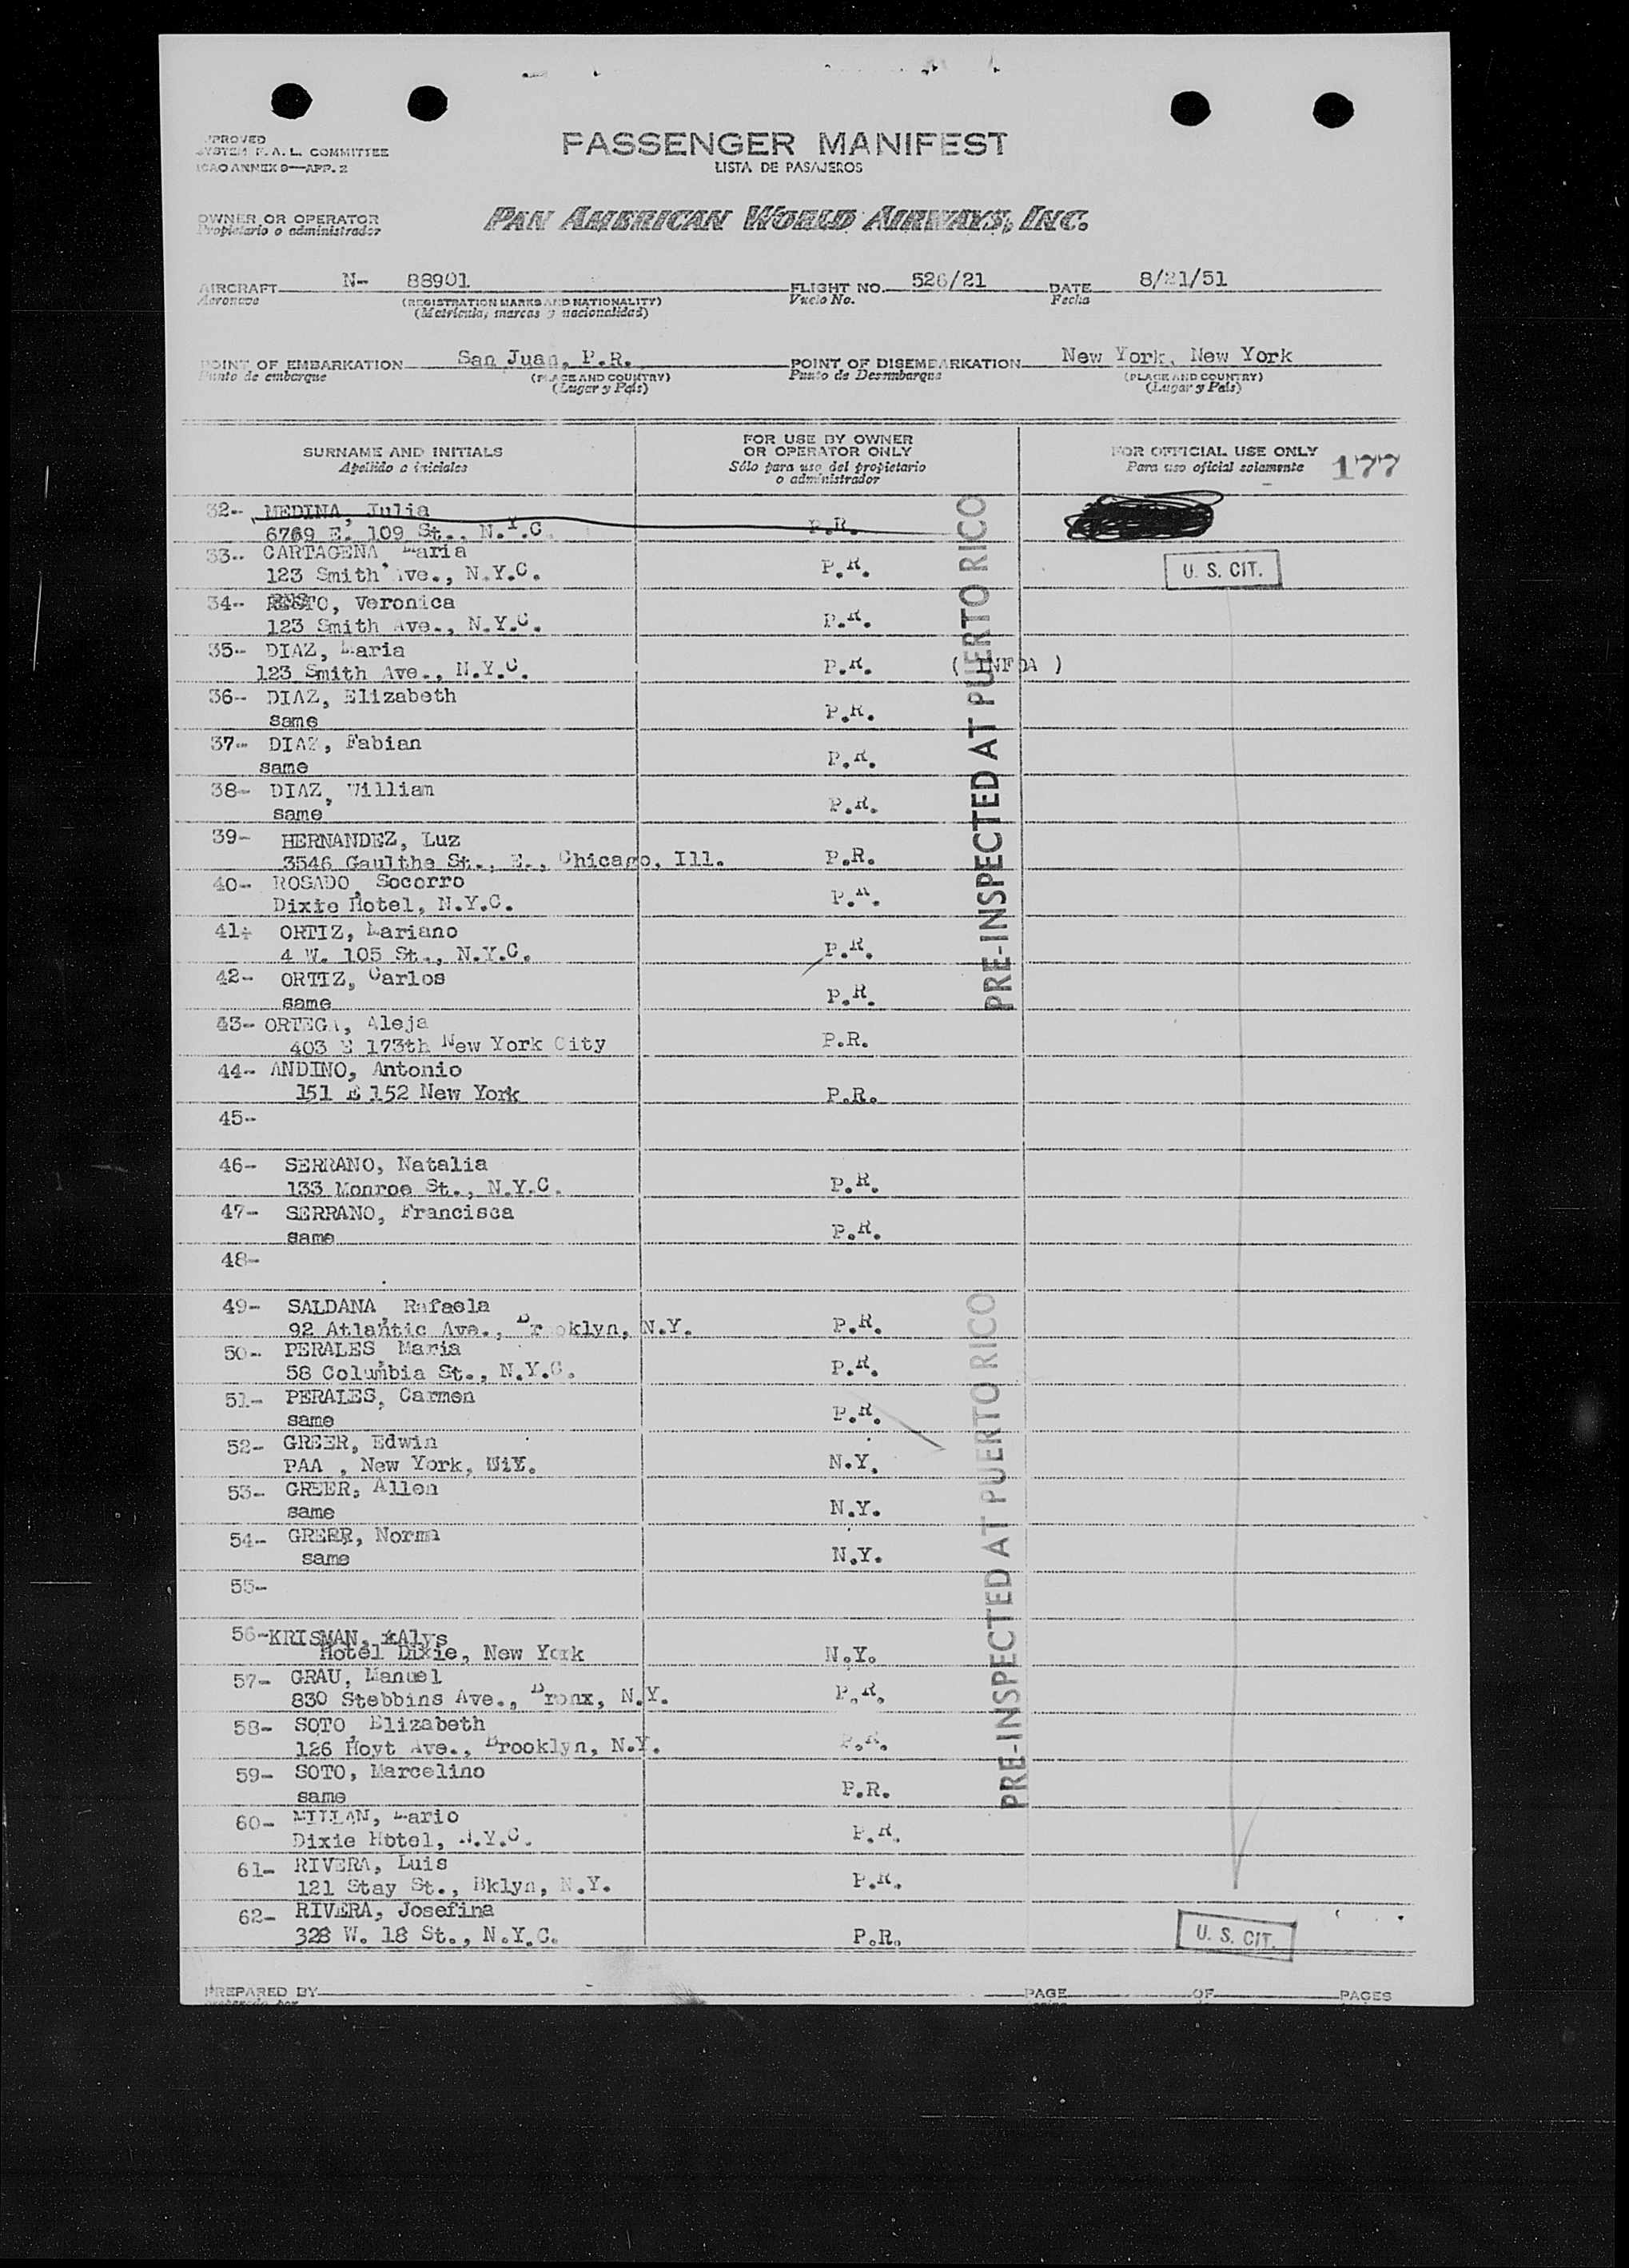 APPROVED
SYSTEM F.A.L. COMMITTEE
ICAO ANNEX 9—APP. 2
PASSENGER MANIFEST
LISTA DE PASAJEROS
OWNER OR OPERATOR
Propietario o administrador
PAN AMERICAN WORLD AIRWAYS, INC.
AIRCRAFT N- 88901 FLIGHT NO. 526/21 DATE 8/21/51
Aeronave (REGISTRATION MARKS AND NATIONALITY) Vuelo No. Fecha
(Matrícula, marcas y nacionalidad)
POINT OF EMBARKATION San Juan, P.R. POINT OF DISEMBARKATION New York, New York
Punto de embarque (PLACE AND COUNTRY) Punto de Desembarque (PLACE AND COUNTRY)
(Lugar y País) (Lugar y País)
SURNAME AND INITIALS FOR USE BY OWNER OR OPERATOR ONLY FOR OFFICIAL USE ONLY 177
Apellido e iniciales Sólo para uso del propietario o administrador Para uso oficial solamente
32- MEDINA, Julia
6769 E. 109 St., N.Y.C. P.R.
33- CARTAGENA, Maria
123 Smith Ave., N.Y.C. P.R. U. S. CIT.
34- RESTO, Veronica
123 Smith Ave., N.Y.C. P.R.
35- DIAZ, Maria
123 Smith Ave., N.Y.C. P.R. ( INFDA )
36- DIAZ, Elizabeth
same P.R.
37- DIAZ, Fabian
same P.R.
38- DIAZ, William
same P.R.
39- HERNANDEZ, Luz
3546 Gaulthe St., E., Chicago, Ill. P.R.
40- ROSADO, Socorro
Dixie Hotel, N.Y.C. P.R.
41- ORTIZ, Mariano
4 W. 105 St., N.Y.C. P.R.
42- ORTIZ, Carlos
same P.R.
43- ORTEGA, Aleja
403 E 173th New York City P.R.
44- ANDINO, Antonio
151 E 152 New York P.R.
45-
46- SERRANO, Natalia
133 Monroe St., N.Y.C. P.R.
47- SERRANO, Francisca
same P.R.
48-
49- SALDANA, Rafaela
92 Atlantic Ave., Brooklyn, N.Y. P.R.
50- PERALES, Maria
58 Columbia St., N.Y.C. P.R.
51- PERALES, Carmen
same P.R.
52- GREER, Edwin
PAA , New York, N.Y. N.Y.
53- GREER, Allen
same N.Y.
54- GREER, Norma
same N.Y.
55-
56-KRISMAN, Alys
Hotel Dixie, New York N.Y.
57- GRAU, Manuel
830 Stebbins Ave., Bronx, N.Y. P.R.
58- SOTO, Elizabeth
126 Hoyt Ave., Brooklyn, N.Y. P.R.
59- SOTO, Marcelino
same P.R.
60- MILLAN, Mario
Dixie Hotel, N.Y.C. P.R.
61- RIVERA, Luis
121 Stay St., Bklyn, N.Y. P.R.
62- RIVERA, Josefina
328 W. 18 St., N.Y.C. P.R. U. S. CIT.
PRE-INSPECTED AT PUERTO RICO
PRE-INSPECTED AT PUERTO RICO
PREPARED BY PAGE OF PAGES